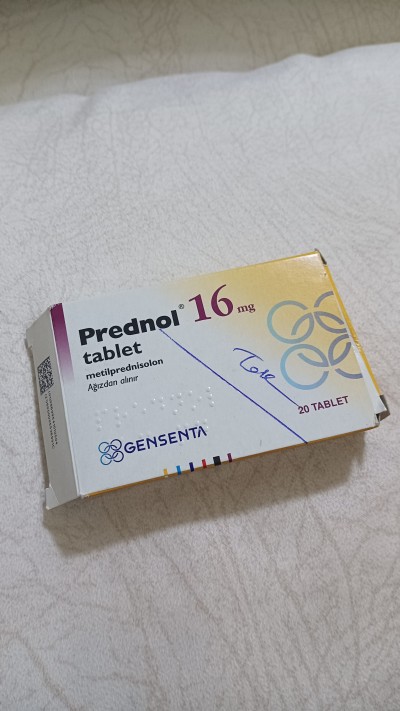 Prednol® 16 mg
tablet
metilprednisolon
Ağızdan alınır
GENSENTA
20 TABLET